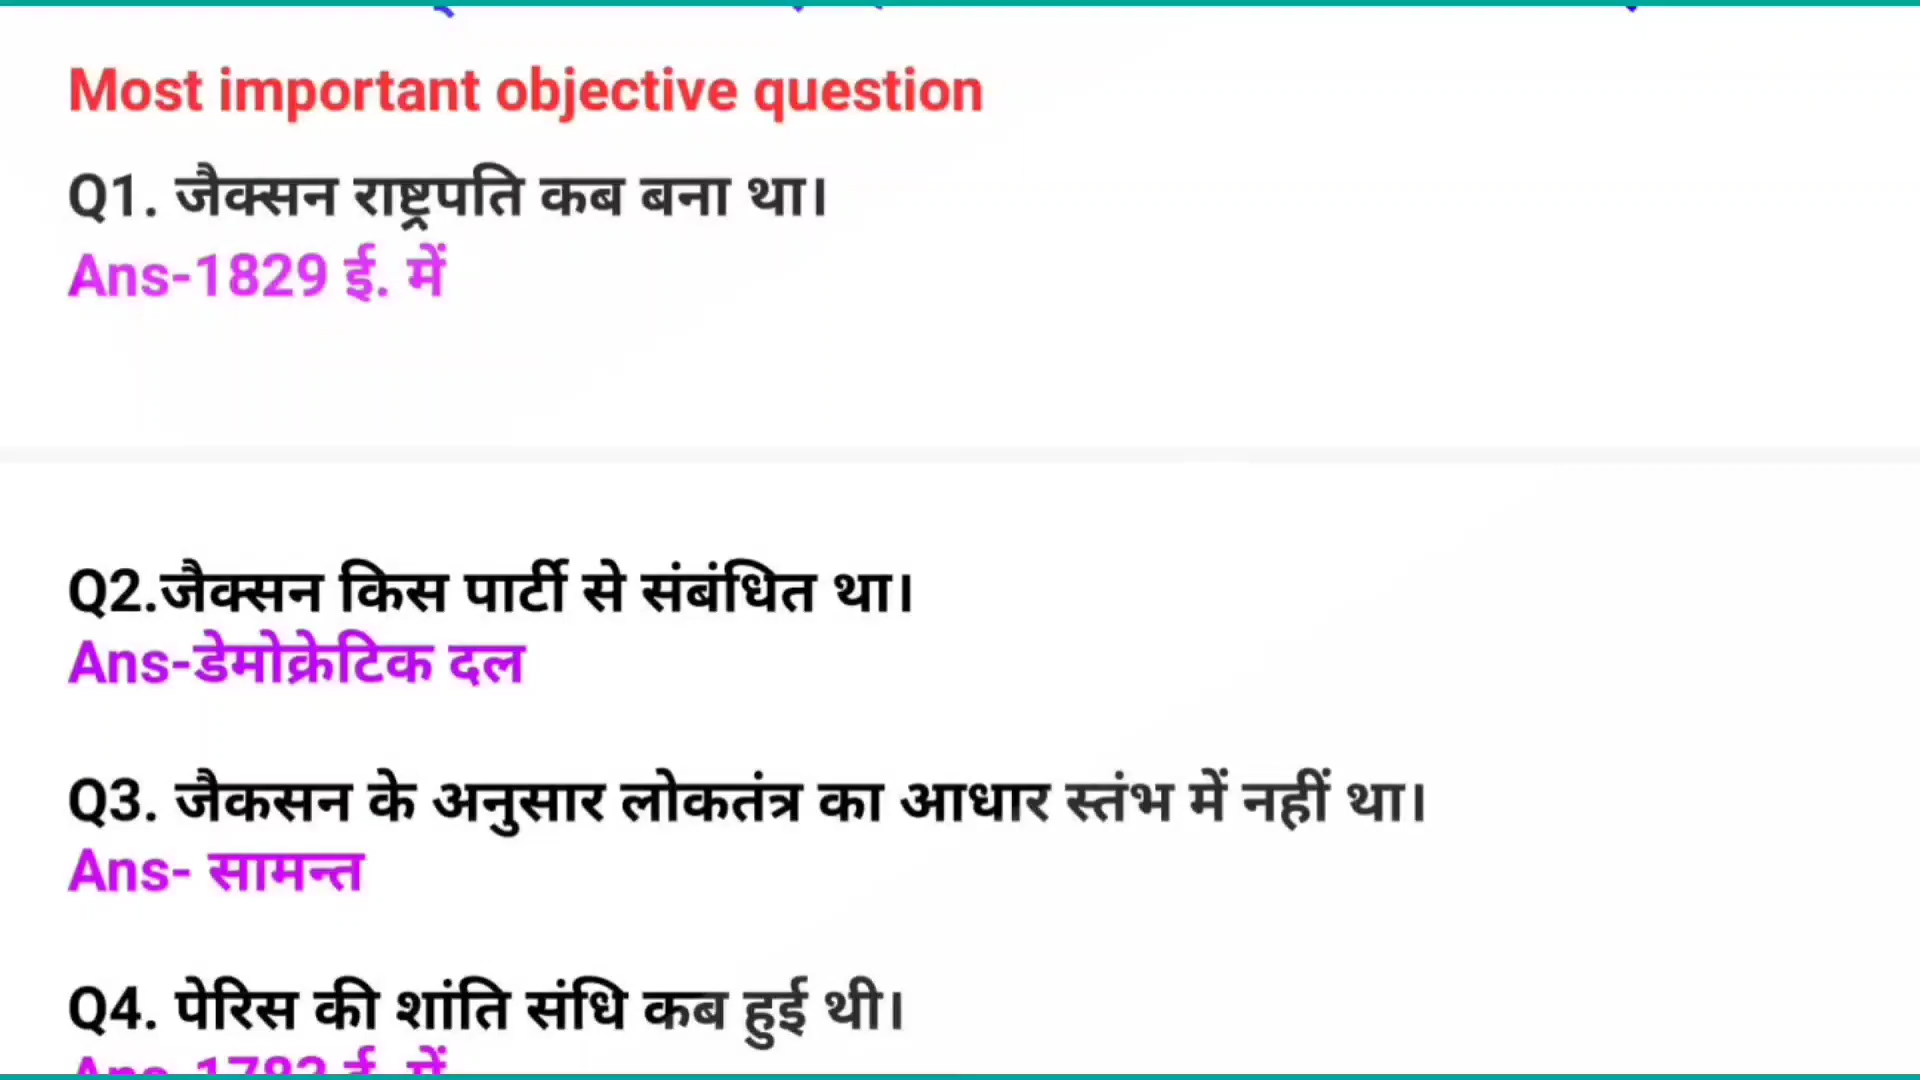 Most important objective question
Q1. जैक्सन राष्ट्रपति कब बना था।
Ans-1829 ई. में
Q2.जैक्सन किस पार्टी से संबंधित था।
Ans-डेमोक्रेटिक दल
Q3. जैकसन के अनुसार लोकतंत्र का आधार स्तंभ में नहीं था।
Ans- सामन्त
Q4. पेरिस की शांति संधि कब हुई थी।